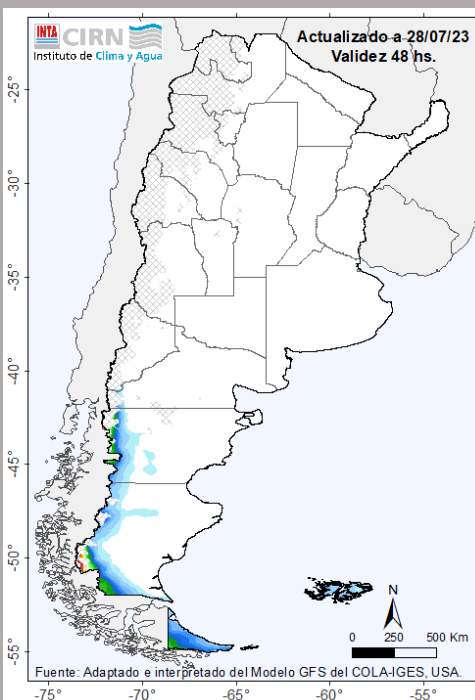 INTA CIRN
Instituto de Clima y Agua
Actualizado a 28/07/23
Validez 48 hs.
-25°
-30°
-35°
-40°
-45°
-50°
-55°
N
0 250 500 Km
Fuente: Adaptado e interpretado del Modelo GFS del COLA-IGES, USA.
-75 -70 -65 -60 -55